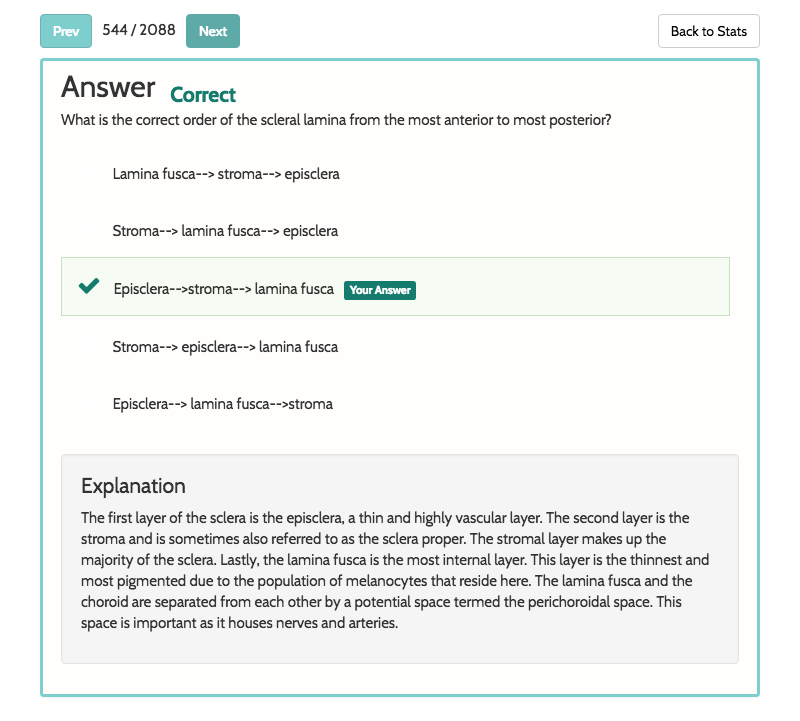 Prev 544 / 2088 Next Back to Stats
Answer Correct
What is the correct order of the scleral lamina from the most anterior to most posterior?
Lamina fusca--> stroma--> episclera
Stroma--> lamina fusca--> episclera
Episclera-->stroma--> lamina fusca Your Answer
Stroma--> episclera--> lamina fusca
Episclera--> lamina fusca-->stroma
Explanation
The first layer of the sclera is the episclera, a thin and highly vascular layer. The second layer is the
stroma and is sometimes also referred to as the sclera proper. The stromal layer makes up the
majority of the sclera. Lastly, the lamina fusca is the most internal layer. This layer is the thinnest and
most pigmented due to the population of melanocytes that reside here. The lamina fusca and the
choroid are separated from each other by a potential space termed the perichoroidal space. This
space is important as it houses nerves and arteries.